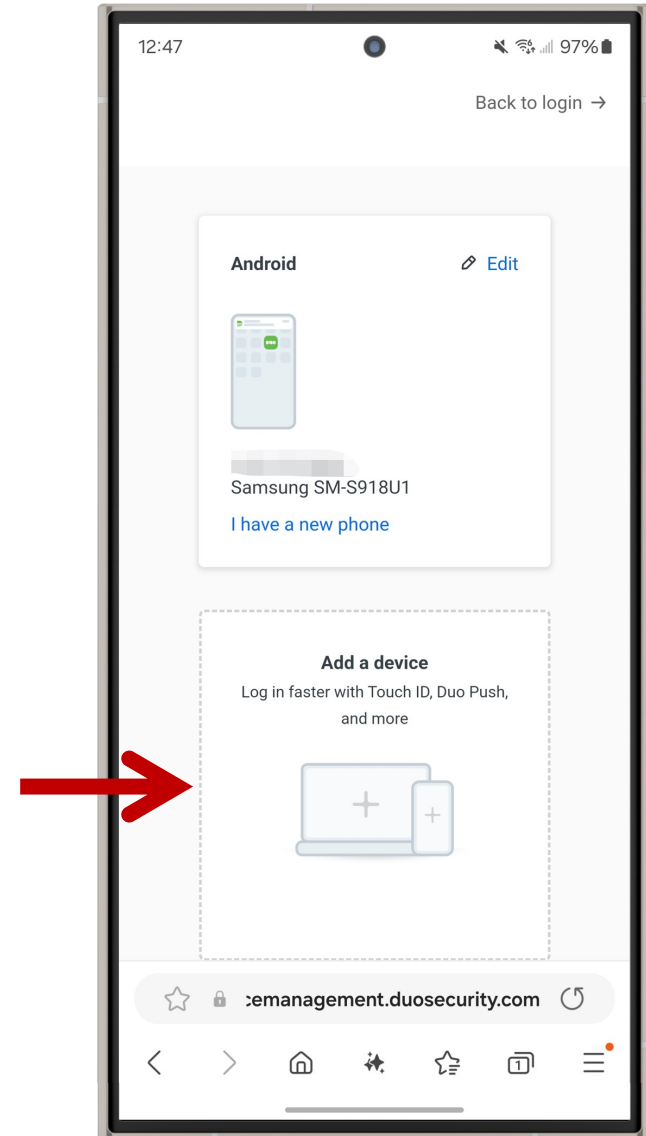 12:47
97%
Back to login →
Android
Edit
Samsung SM-S918U1
I have a new phone
Add a device
Log in faster with Touch ID, Duo Push,
and more
:emanagement.duosecurity.com
1